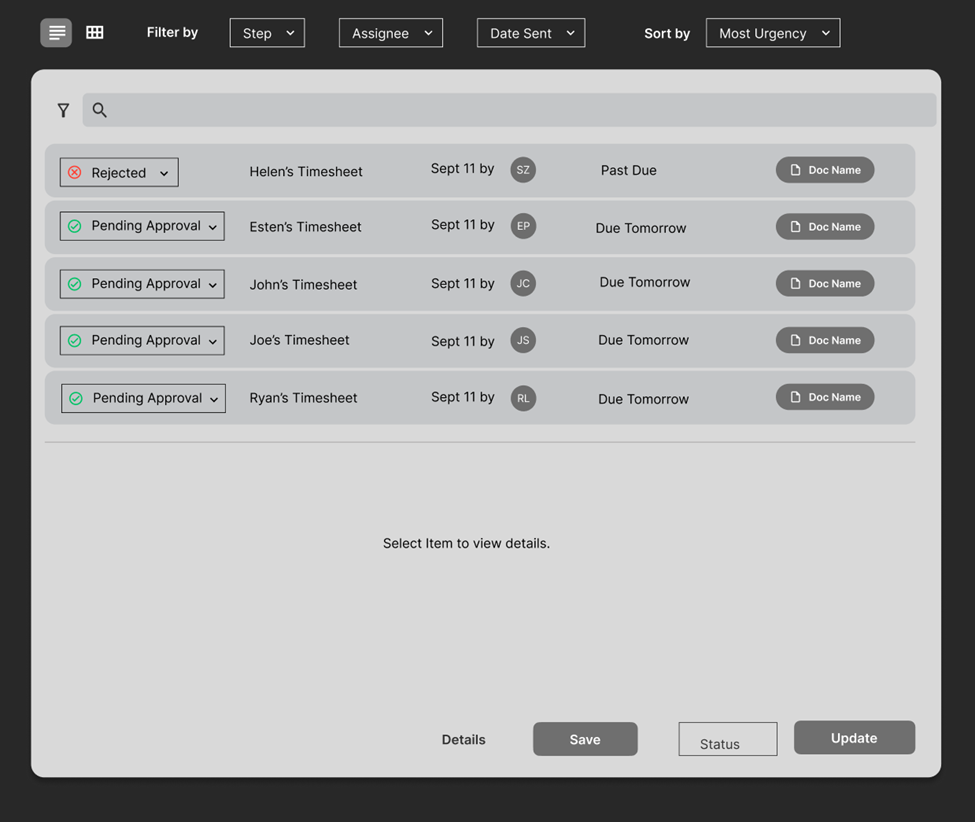 Filter by Step Assignee Date Sent Sort by Most Urgency
Rejected Helen's Timesheet Sept 11 by SZ Past Due Doc Name
Pending Approval Esten's Timesheet Sept 11 by EP Due Tomorrow Doc Name
Pending Approval John's Timesheet Sept 11 by JC Due Tomorrow Doc Name
Pending Approval Joe's Timesheet Sept 11 by JS Due Tomorrow Doc Name
Pending Approval Ryan's Timesheet Sept 11 by RL Due Tomorrow Doc Name
Select Item to view details.
Details Save Status Update